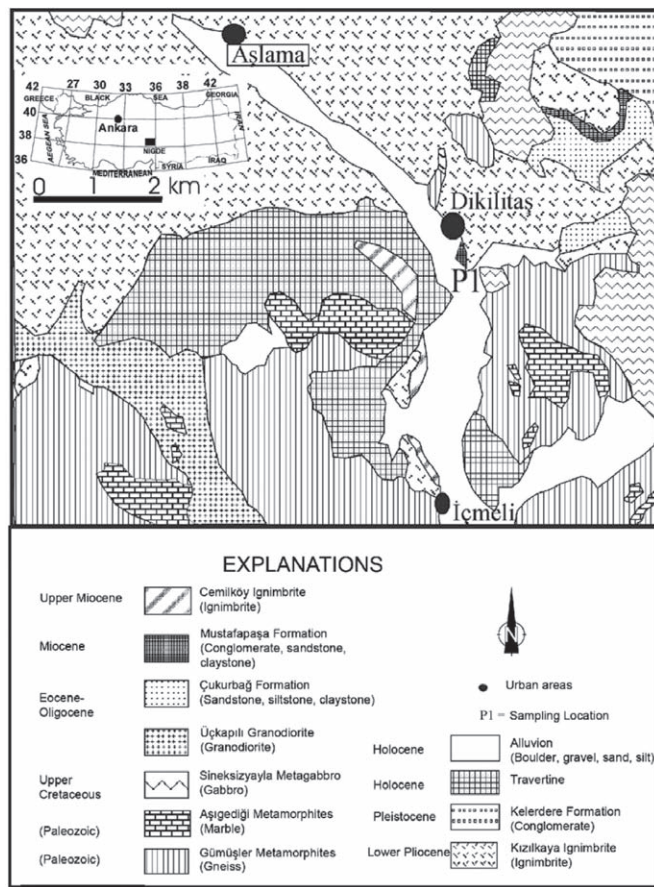 Aşlama
42 27 30 33 36 38 42
GREECE BLACK SEA GEORGIA
40
Ankara
IRAN
AEGEAN SEA
38
NIGDE
36
SYRIA IRAQ
MEDITERRANEAN
0 1 2 km
Dikilitaş
P1
İçmeli
EXPLANATIONS
Upper Miocene
Cemilköy Ignimbrite
(Ignimbrite)
Miocene
Mustafapaşa Formation
(Conglomerate, sandstone,
claystone)
Eocene-
Oligocene
Çukurbağ Formation
(Sandstone, siltstone, claystone)
Üçkapılı Granodiorite
(Granodiorite)
Upper
Cretaceous
Sineksizyayla Metagabbro
(Gabbro)
(Paleozoic)
Aşıgediği Metamorphites
(Marble)
(Paleozoic)
Gümüşler Metamorphites
(Gneiss)
N
Urban areas
P1 = Sampling Location
Holocene
Alluvion
(Boulder, gravel, sand, silt)
Holocene
Travertine
Pleistocene
Kelerdere Formation
(Conglomerate)
Lower Pliocene
Kızılkaya Ignimbrite
(Ignimbrite)